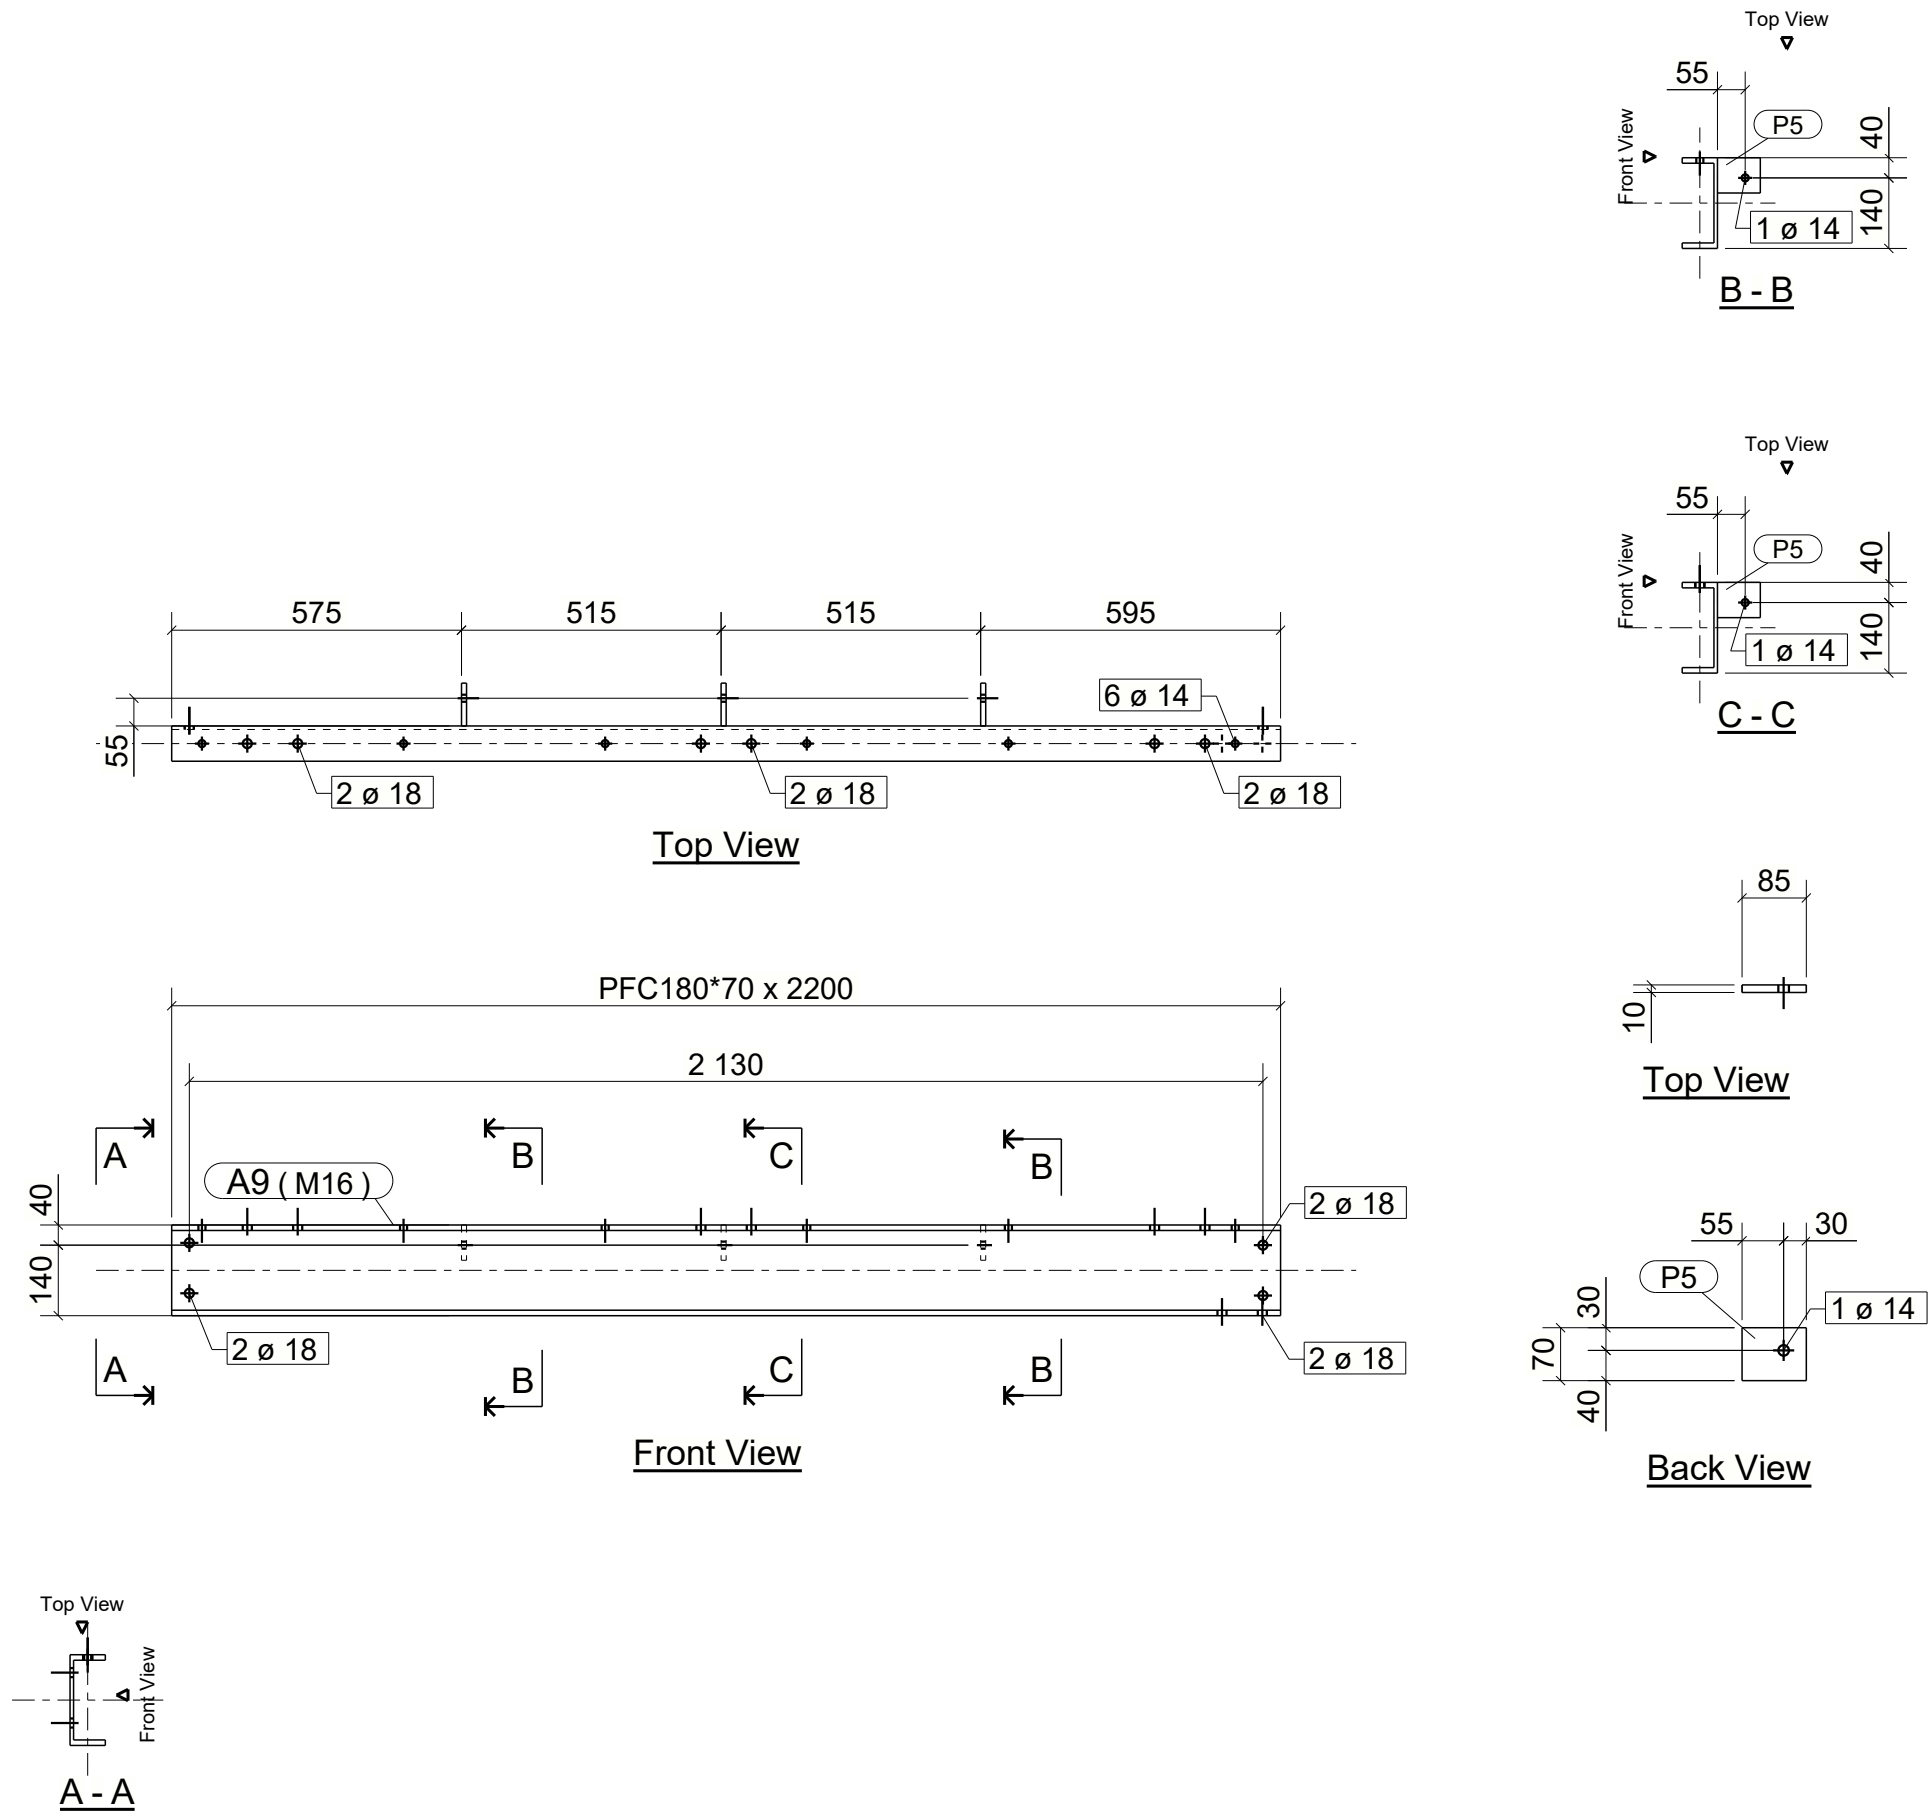 Top View
55
P5
Front View
40
140
1 ø 14
B - B
Top View
55
P5
Front View
40
140
1 ø 14
C - C
575
515
515
595
6 ø 14
55
2 ø 18
2 ø 18
2 ø 18
Top View
85
10
Top View
PFC180*70 x 2200
2 130
A
B
C
B
A9 ( M16 )
40
140
2 ø 18
2 ø 18
2 ø 18
A
B
C
B
Front View
55
30
P5
30
70
40
1 ø 14
Back View
Top View
Front View
A - A